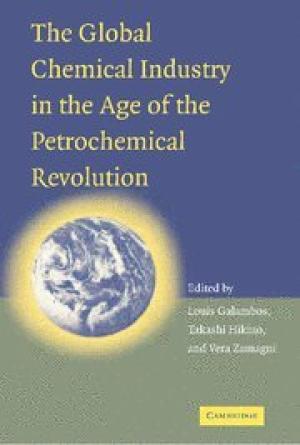 The Global
Chemical Industry
in the Age of the
Petrochemical
Revolution
Edited by
Louis Galambos,
Takashi Hikino,
and Vera Zamagni
CAMBRIDGE